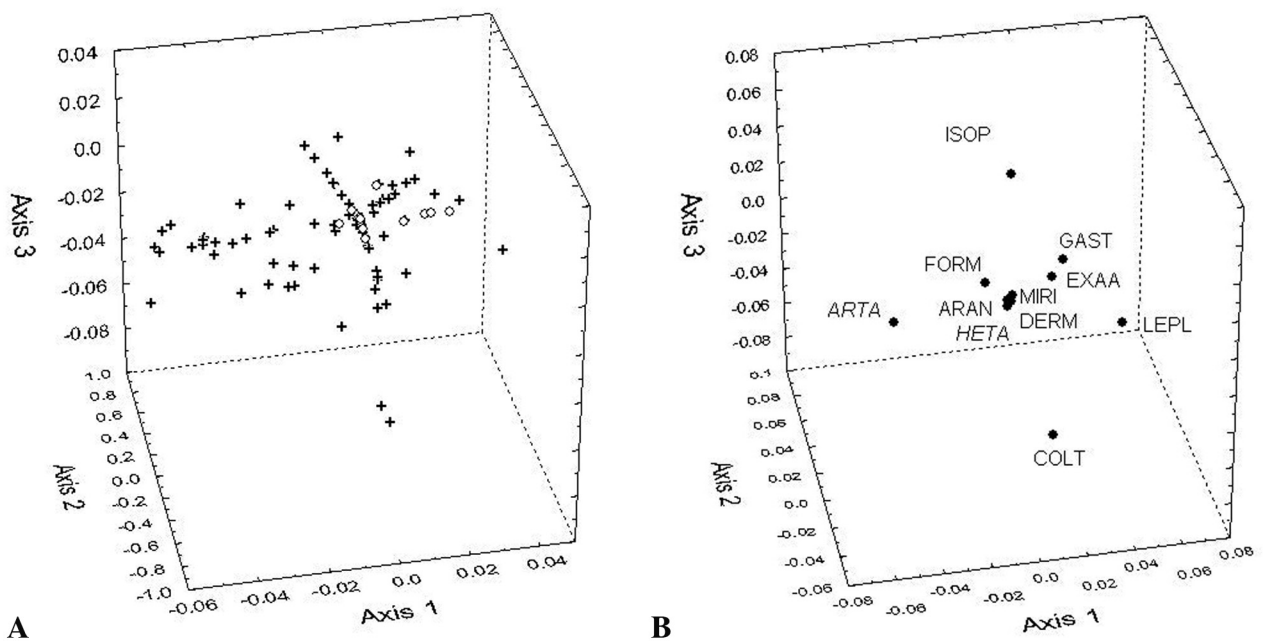 0.04
0.02
0.0
-0.02
-0.04
-0.06
-0.08
Axis 3
1.0
0.8
0.6
0.4
0.2
0.0
-0.2
-0.4
-0.6
-0.8
-1.0
Axis 2
-0.06
-0.04
-0.02
0.0
0.02
0.04
Axis 1
A
0.08
0.06
0.04
0.02
0.0
-0.02
-0.04
-0.06
-0.08
Axis 3
ISOP
GAST
FORM
EXAA
MIRI
ARTA
ARAN
DERM
LEPL
HETA
COLT
0.1
0.08
0.06
0.04
0.02
0.0
-0.02
-0.04
-0.06
Axis 2
-0.08
-0.06
-0.04
-0.02
0.0
0.02
0.04
0.06
0.08
Axis 1
B